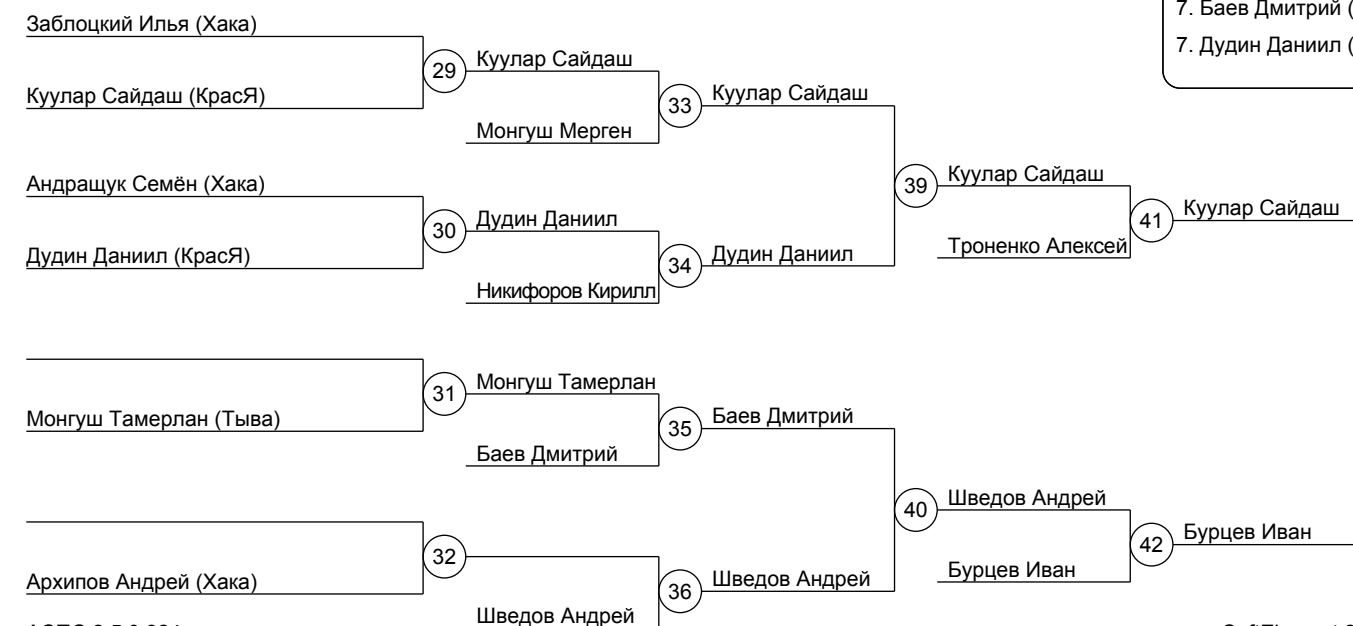 7. Баев Дмитрий (
7. Дудин Даниил (
Заблоцкий Илья (Хака)
29
Куулар Сайдаш
Куулар Сайдаш (КрасЯ)
33
Куулар Сайдаш
Монгуш Мерген
39
Куулар Сайдаш
Андращук Семён (Хака)
30
Дудин Даниил
41
Куулар Сайдаш
Дудин Даниил (КрасЯ)
34
Дудин Даниил
Троненко Алексей
Никифоров Кирилл
31
Монгуш Тамерлан
Монгуш Тамерлан (Тыва)
35
Баев Дмитрий
Баев Дмитрий
40
Шведов Андрей
32
42
Бурцев Иван
Архипов Андрей (Хака)
36
Шведов Андрей
Бурцев Иван
Шведов Андрей